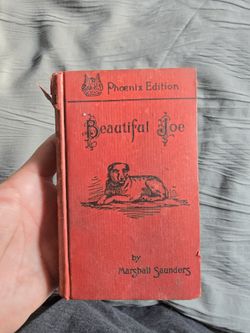 Phoenix Edition
Beautiful Joe
by
Marshall Saunders